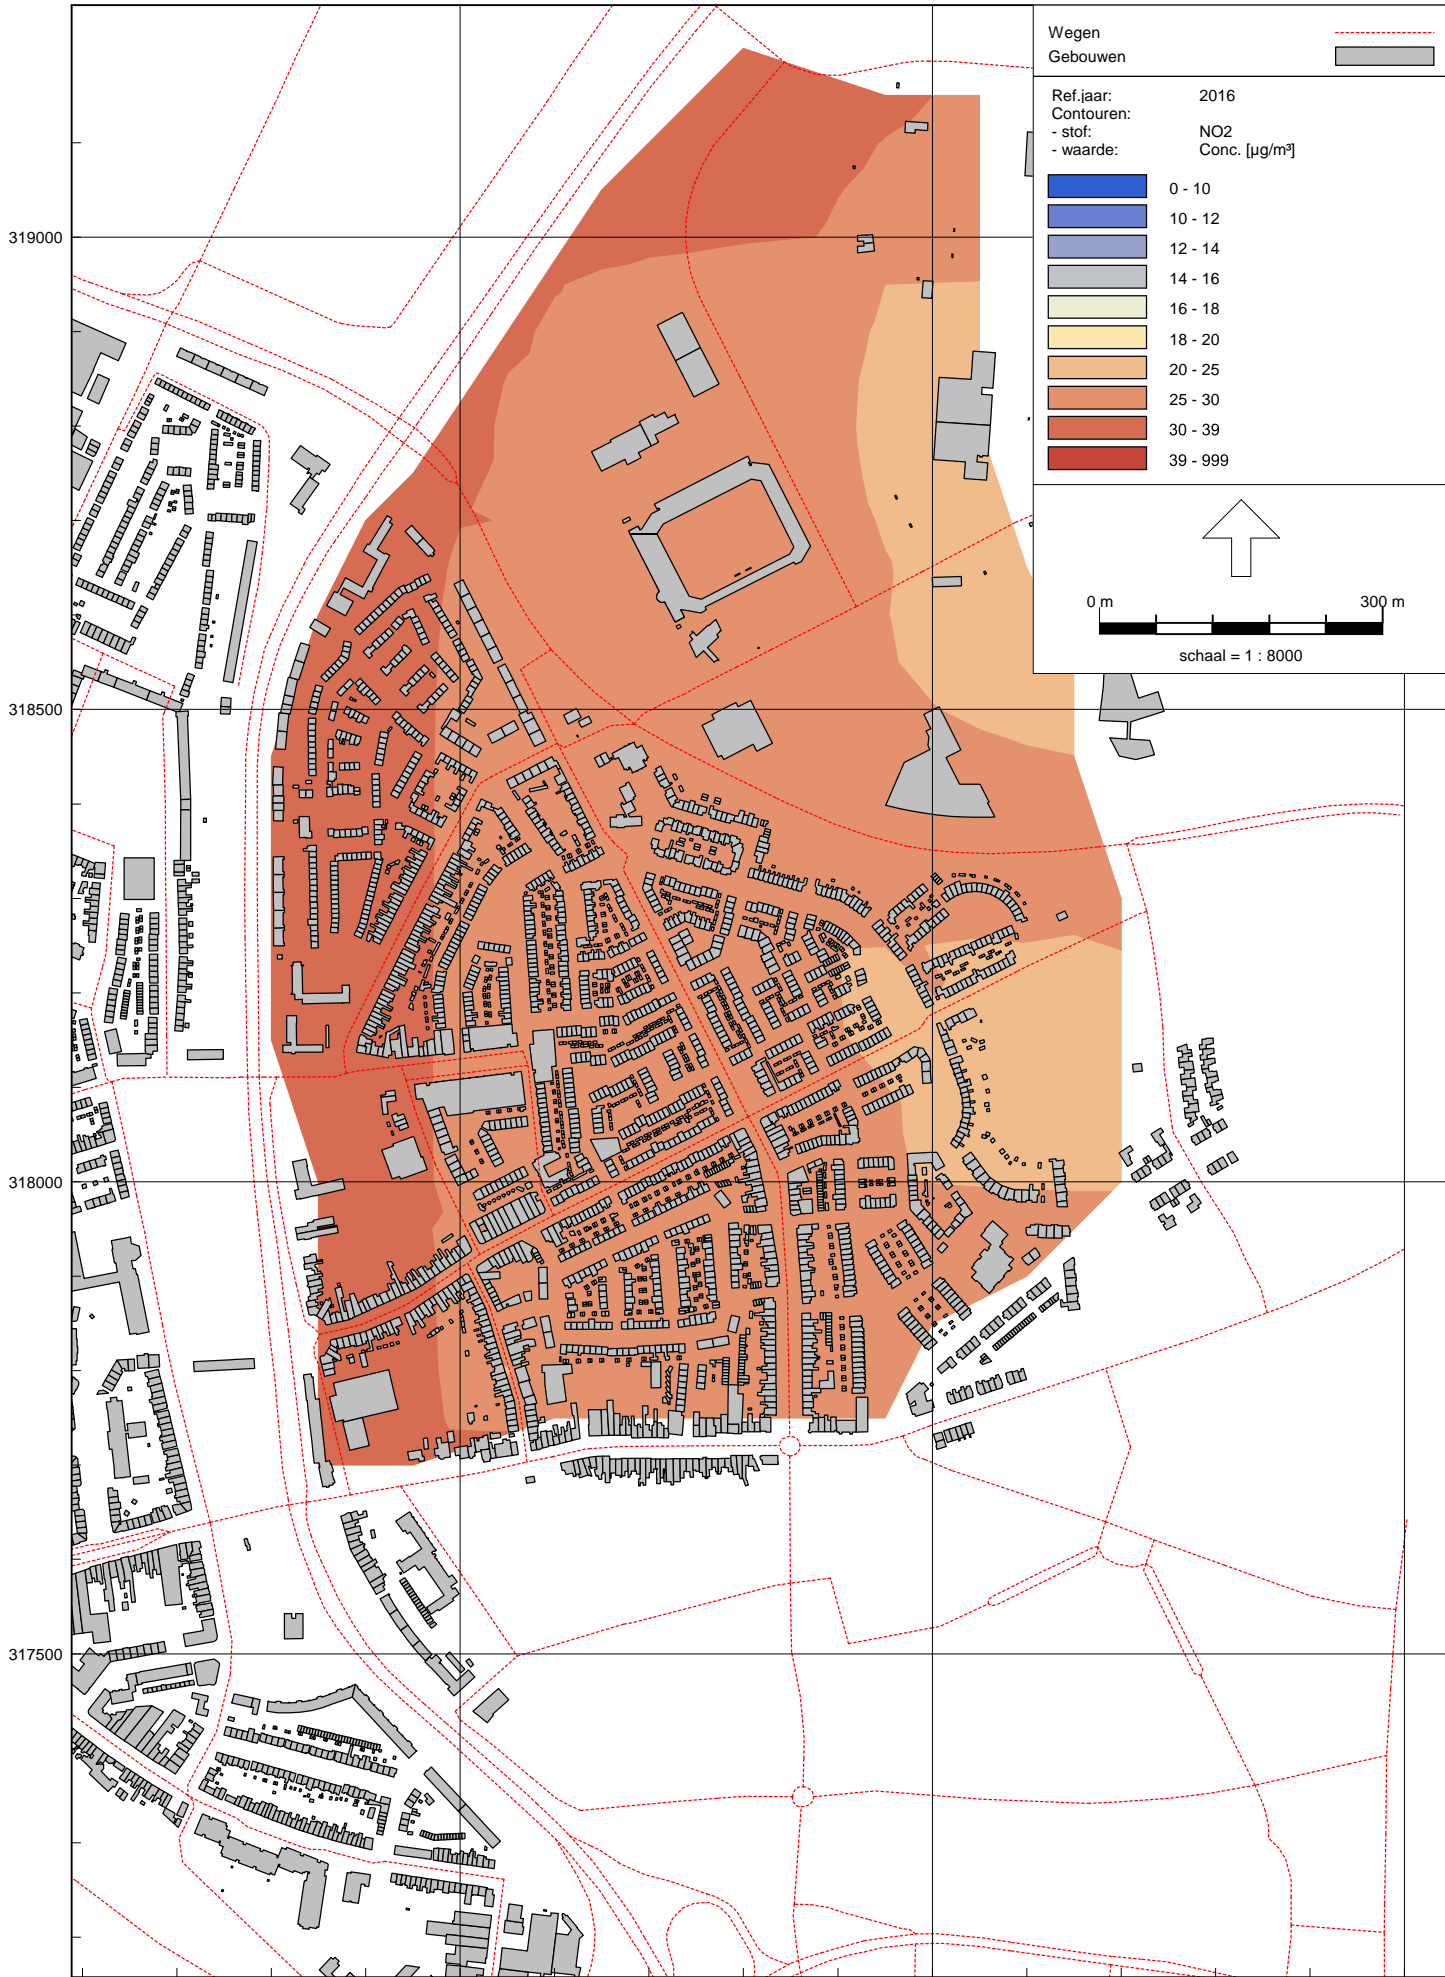 Wegen
Gebouwen
Ref.jaar: 2016
Contouren:
- stof: NO2
- waarde: Conc. [µg/m³]
0 - 10
10 - 12
12 - 14
14 - 16
16 - 18
18 - 20
20 - 25
25 - 30
30 - 39
39 - 999
0 m 300 m
schaal = 1 : 8000
319000
318500
318000
317500